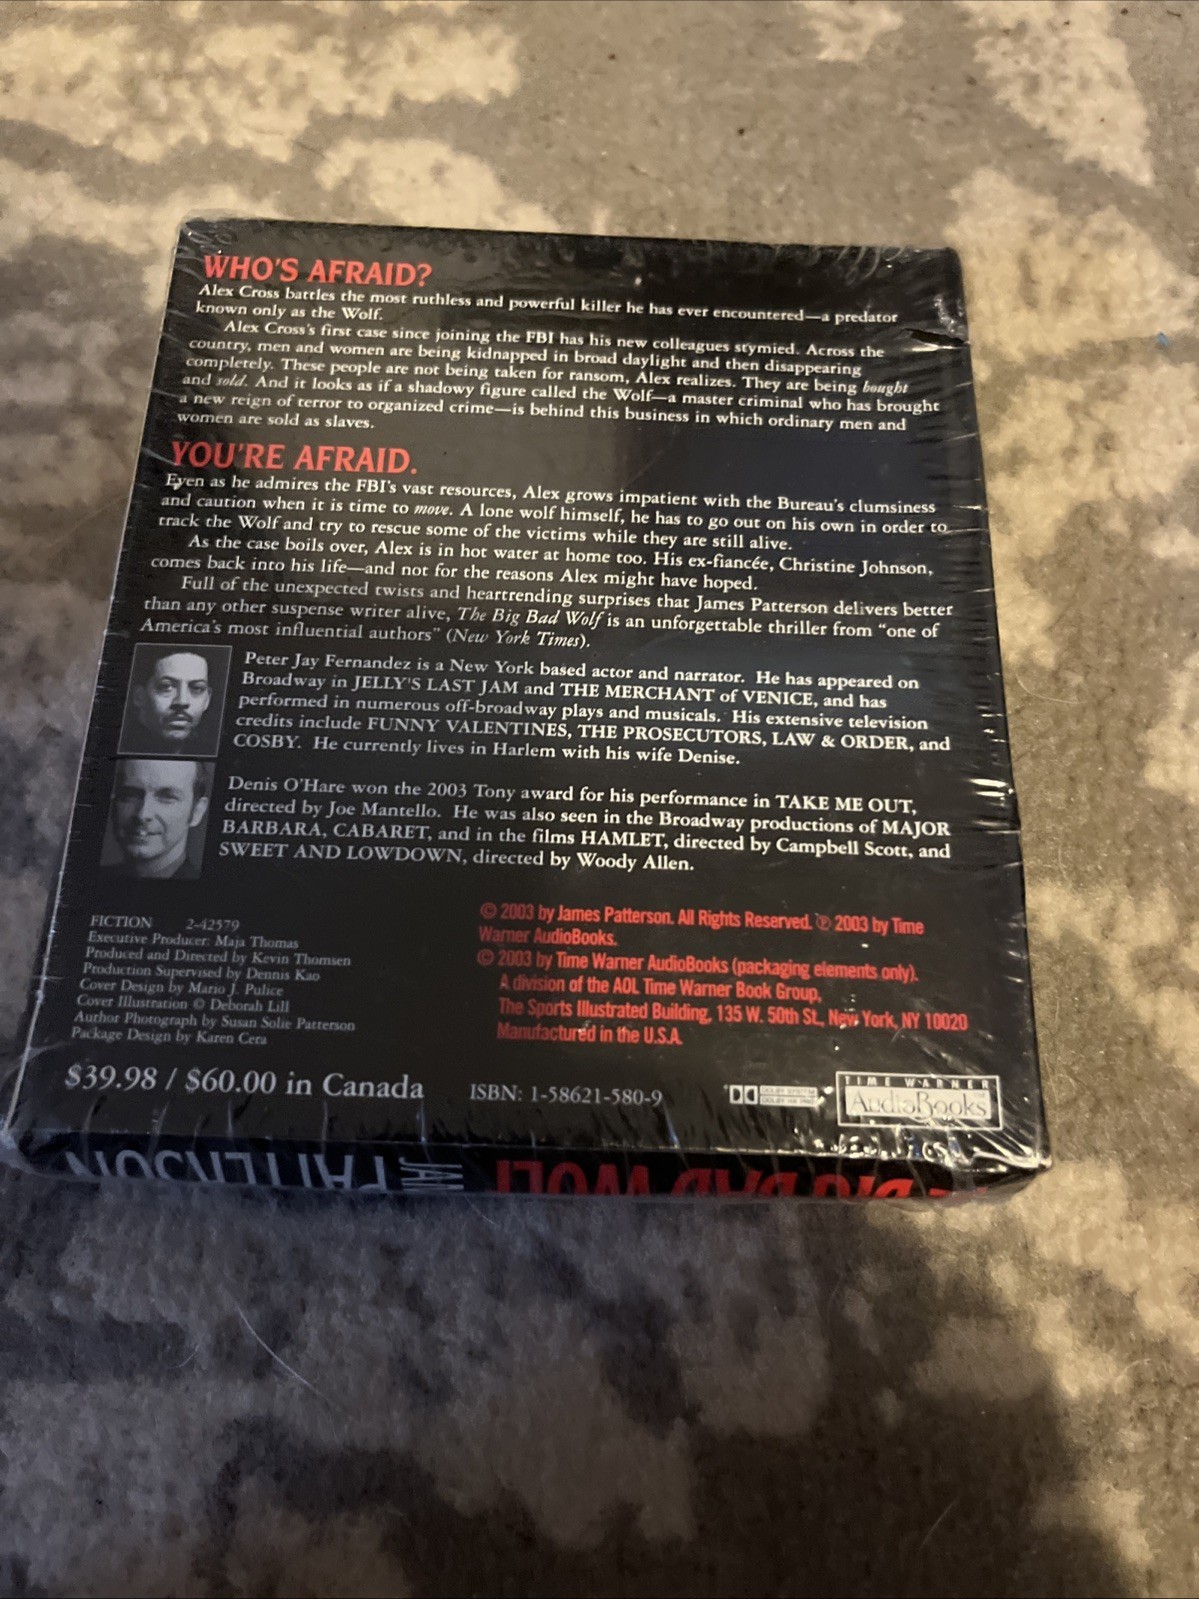 WHO'S AFRAID?
Alex Cross battles the most ruthless and powerful killer he has ever encountered—a predator
known only as the Wolf.
Alex Cross's first case since joining the FBI has his new colleagues stymied. Across the
country, men and women are being kidnapped in broad daylight and then disappearing
completely. These people are not being taken for ransom, Alex realizes. They are being bought
and sold. And it looks as if a shadowy figure called the Wolf—a master criminal who has brought
a new reign of terror to organized crime—is behind this business in which ordinary men and
women are sold as slaves.
YOU'RE AFRAID.
Even as he admires the FBI's vast resources, Alex grows impatient with the Bureau's clumsiness
and caution when it is time to move. A lone wolf himself, he has to go out on his own in order to
track the Wolf and try to rescue some of the victims while they are still alive.
As the case boils over, Alex is in hot water at home too. His ex-fiancée, Christine Johnson,
comes back into his life—and not for the reasons Alex might have hoped.
Full of the unexpected twists and heartrending surprises that James Patterson delivers better
than any other suspense writer alive, The Big Bad Wolf is an unforgettable thriller from "one of
America's most influential authors" (New York Times).
Peter Jay Fernandez is a New York based actor and narrator. He has appeared on
Broadway in JELLY'S LAST JAM and THE MERCHANT of VENICE, and has
performed in numerous off-broadway plays and musicals. His extensive television
credits include FUNNY VALENTINES, THE PROSECUTORS, LAW & ORDER, and
COSBY. He currently lives in Harlem with his wife Denise.
Denis O'Hare won the 2003 Tony award for his performance in TAKE ME OUT,
directed by Joe Mantello. He was also seen in the Broadway productions of MAJOR
BARBARA, CABARET, and in the films HAMLET, directed by Campbell Scott, and
SWEET AND LOWDOWN, directed by Woody Allen.
FICTION 2-42579
Executive Producer: Maja Thomas
Produced and Directed by Kevin Thomsen
Production Supervised by Dennis Kao
Cover Design by Mario J. Pulice
Cover Illustration © Deborah Lill
Author Photograph by Susan Solie Patterson
Package Design by Karen Cera
© 2003 by James Patterson. All Rights Reserved. ℗ 2003 by Time
Warner AudioBooks.
© 2003 by Time Warner AudioBooks (packaging elements only).
A division of the AOL Time Warner Book Group,
The Sports Illustrated Building, 135 W. 50th St., New York, NY 10020
Manufactured in the U.S.A.
$39.98 / $60.00 in Canada
ISBN: 1-58621-580-9
DOLBY SYSTEM
TIME WARNER
AudioBooks
BIG BAD WOLF
PATTERSON